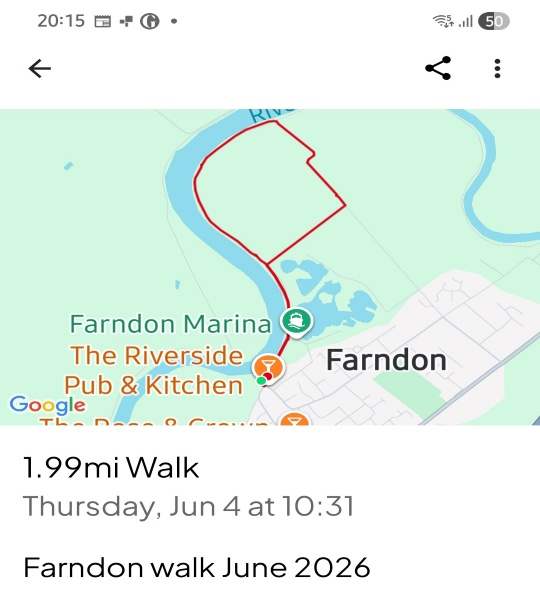 20:15
50
Farndon Marina
The Riverside
Pub & Kitchen
Farndon
Google
1.99mi Walk
Thursday, Jun 4 at 10:31
Farndon walk June 2026